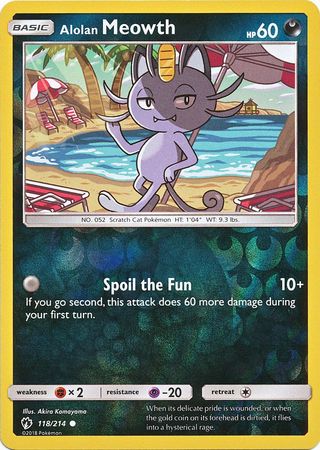 BASIC
Alolan Meowth HP60
NO. 052 Scratch Cat Pokémon HT: 1'04" WT: 9.3 lbs.
Spoil the Fun 10+
If you go second, this attack does 60 more damage during
your first turn.
weakness ×2 resistance -20 retreat
Illus. Akira Komayama
118/214
©2018 Pokémon
When its delicate pride is wounded, or when
the gold coin on its forehead is dirtied, it flies
into a hysterical rage.